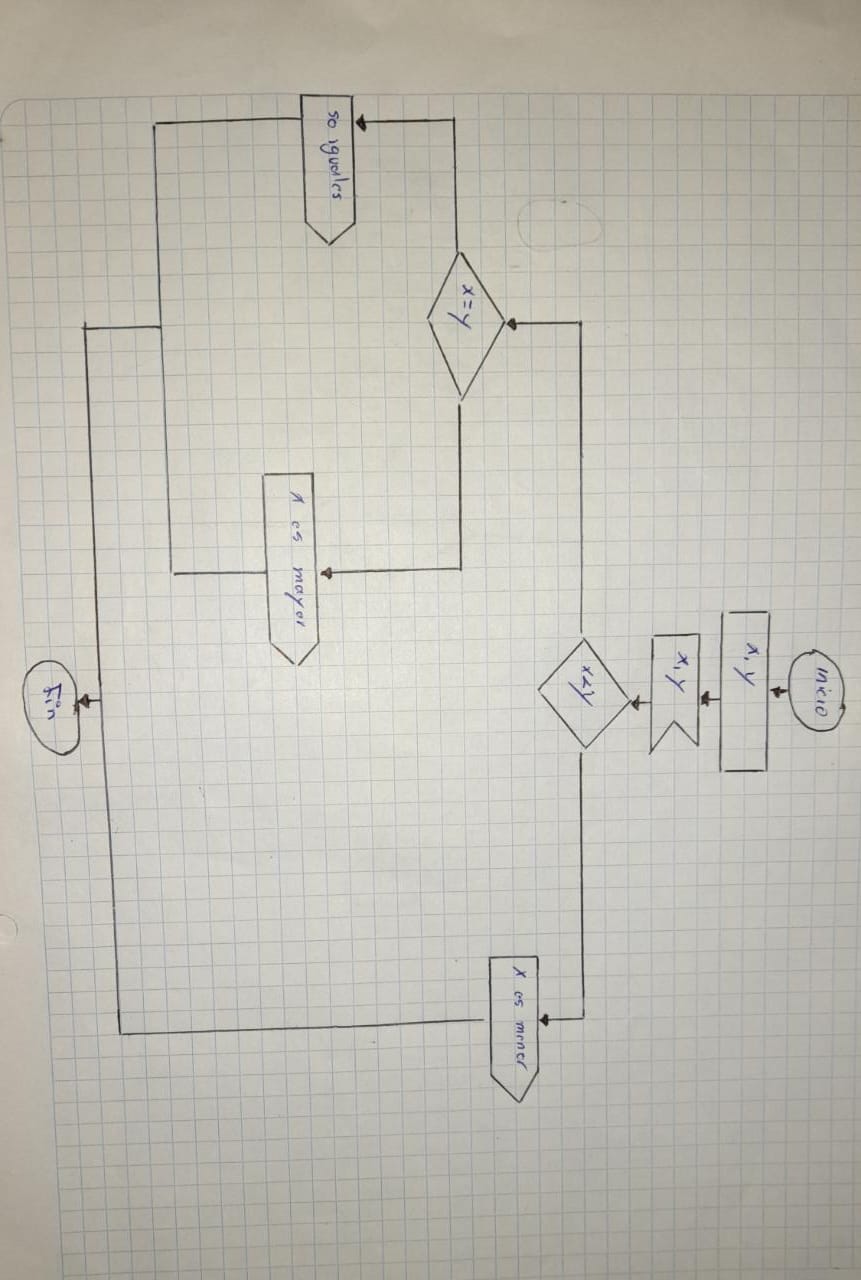 inicio
x, y
x, y
x<y
x=y
so iguales
x es mayor
x es menor
Fin